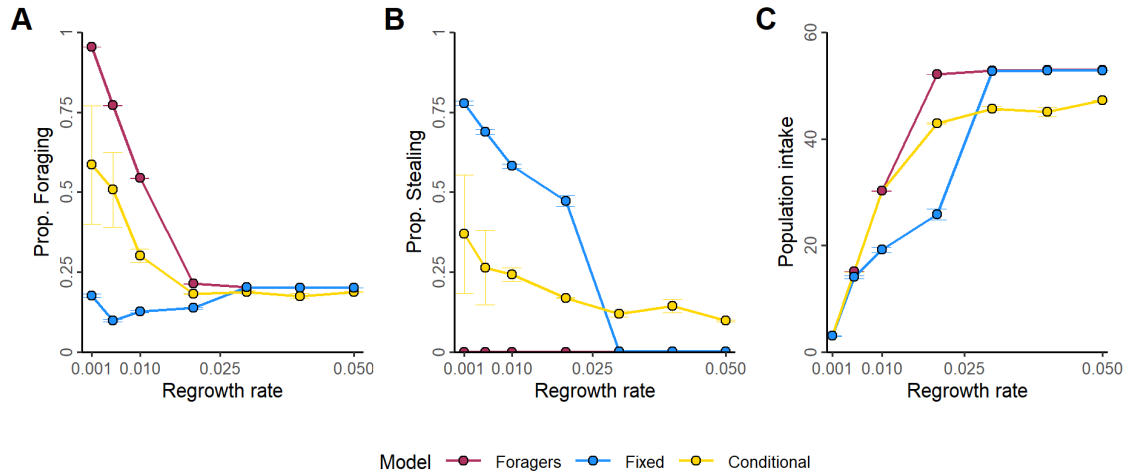 A
B
C
Prop. Foraging
1
0.75
0.5
0.25
0
0.001 0.010 0.025 0.050
Regrowth rate
Prop. Stealing
1
0.75
0.5
0.25
0
0.001 0.010 0.025 0.050
Regrowth rate
Population intake
60
40
20
0
0.001 0.010 0.025 0.050
Regrowth rate
Model Foragers Fixed Conditional